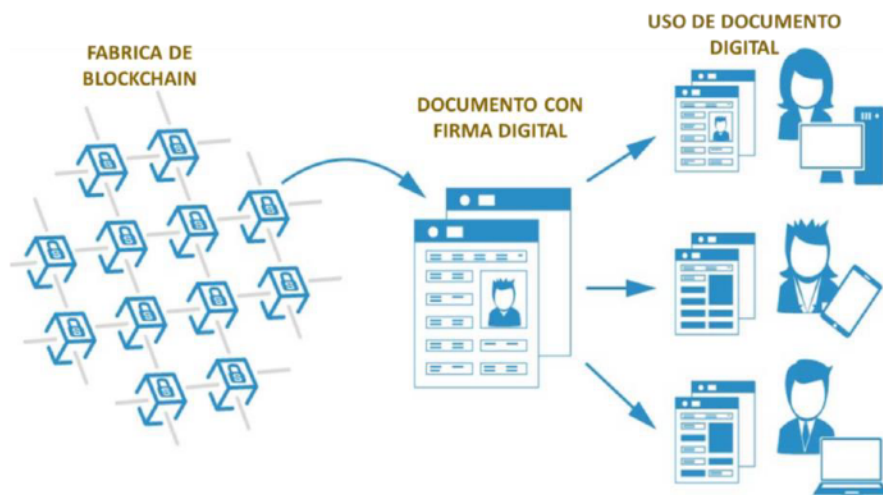 FABRICA DE
BLOCKCHAIN
DOCUMENTO CON
FIRMA DIGITAL
USO DE DOCUMENTO
DIGITAL